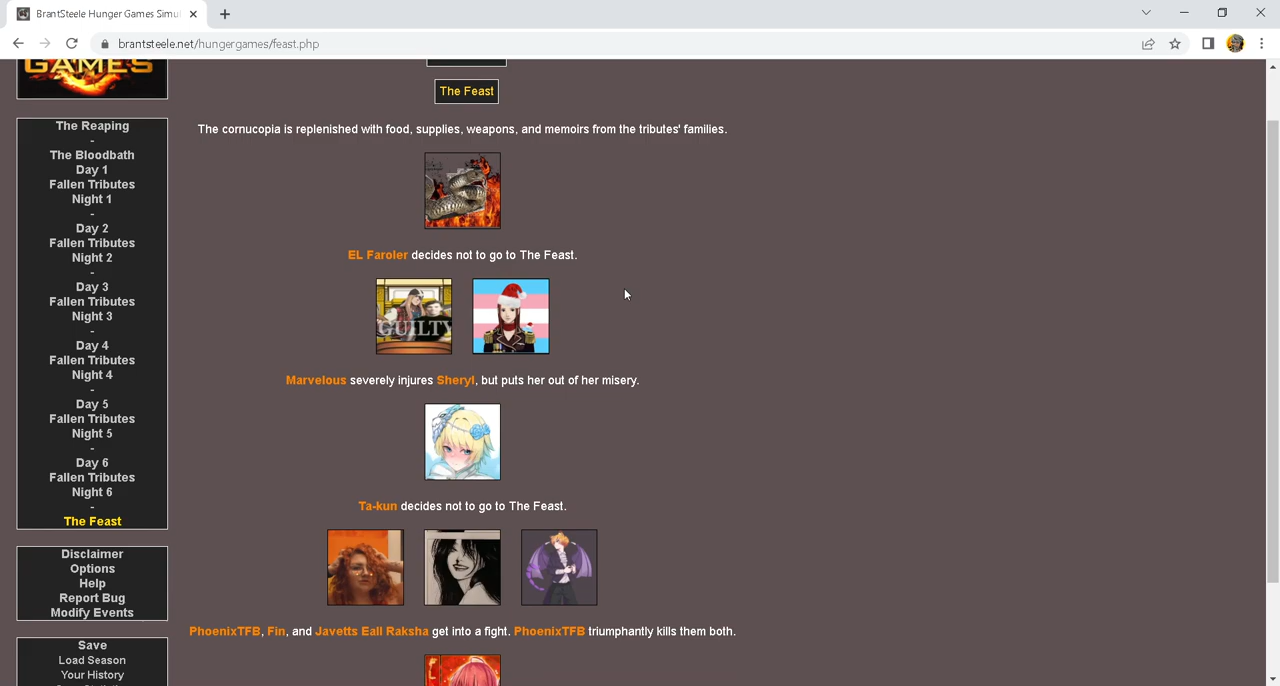 BrantSteele Hunger Games Simul
brantsteele.net/hungergames/feast.php
GAMES
The Feast
The cornucopia is replenished with food, supplies, weapons, and memoirs from the tributes' families.
EL Faroler decides not to go to The Feast.
GUILTY
Marvelous severely injures Sheryl, but puts her out of her misery.
Ta-kun decides not to go to The Feast.
PhoenixTFB, Fin, and Javetts Eall Raksha get into a fight. PhoenixTFB triumphantly kills them both.
The Reaping
-
The Bloodbath
Day 1
Fallen Tributes
Night 1
-
Day 2
Fallen Tributes
Night 2
-
Day 3
Fallen Tributes
Night 3
-
Day 4
Fallen Tributes
Night 4
-
Day 5
Fallen Tributes
Night 5
-
Day 6
Fallen Tributes
Night 6
-
The Feast
Disclaimer
Options
Help
Report Bug
Modify Events
Save
Load Season
Your History